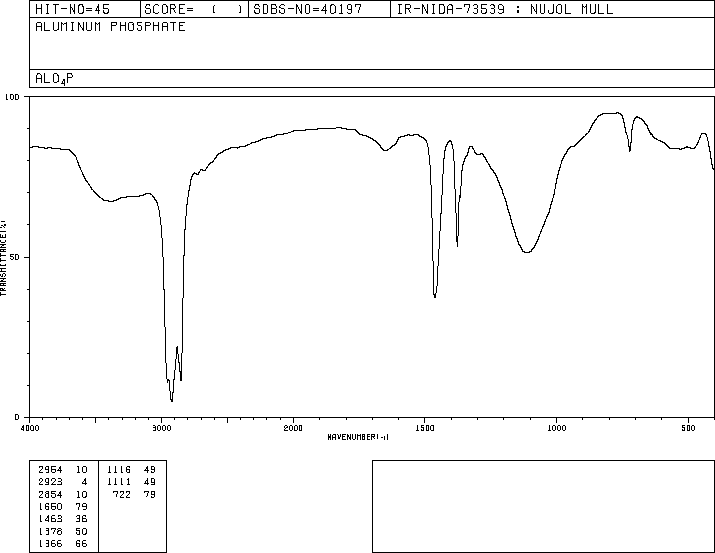 HIT-NO=45 SCORE= ( ) SDBS-NO=40197 IR-NIDA-73539 : NUJOL MULL
ALUMINUM PHOSPHATE
ALO4P
100
50
0
TRANSMITTANCE(%)
4000 3000 2000 1500 1000 500
WAVENUMBER(-1)
2954 10 1116 49
2923 4 1111 49
2854 10 722 79
1660 79
1463 36
1378 50
1366 66